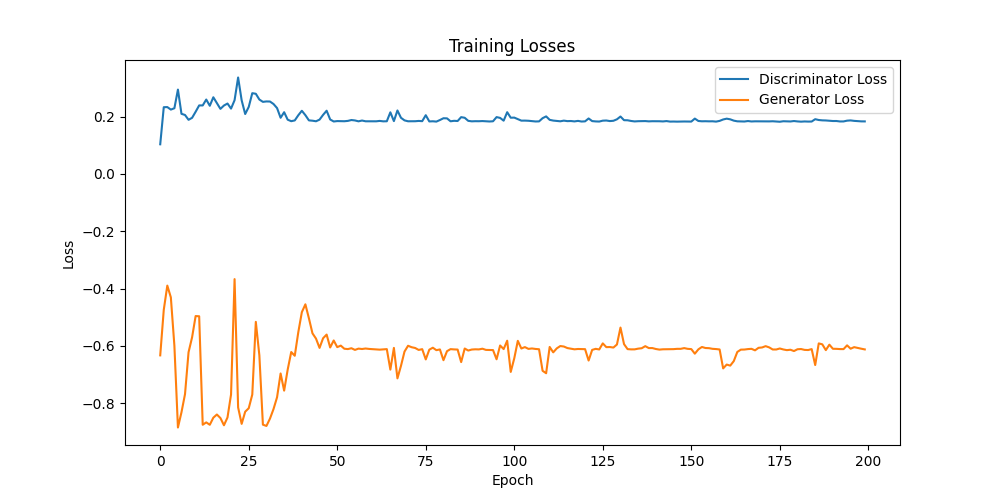 Training Losses
Discriminator Loss
Generator Loss
0.2
0.0
−0.2
−0.4
−0.6
−0.8
Loss
0 25 50 75 100 125 150 175 200
Epoch